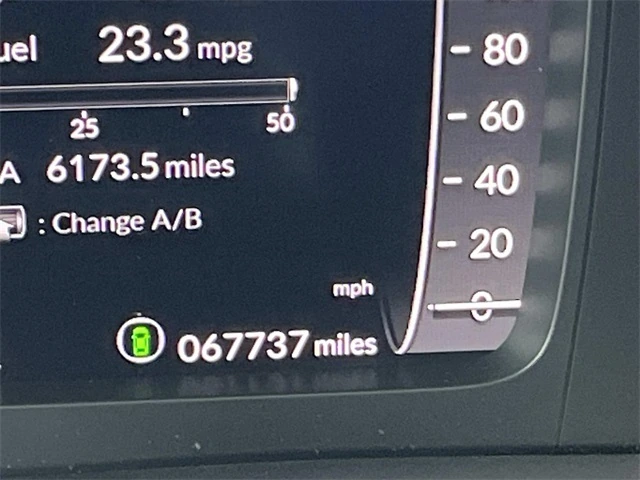 uel 23.3 mpg
25 50
A 6173.5 miles
: Change A/B
mph
067737 miles
80
60
40
20
0